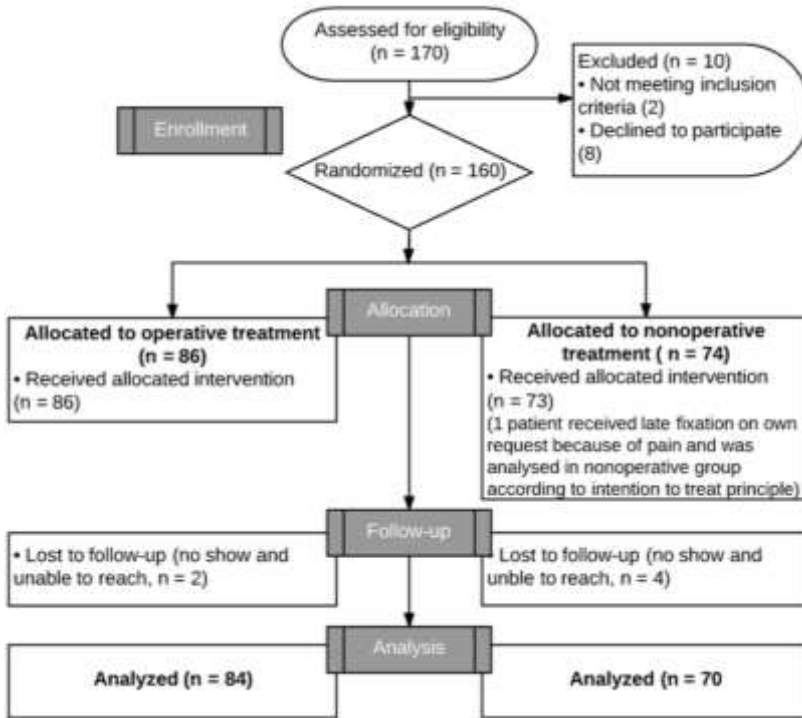 Assessed for eligibility
(n = 170)
Excluded (n = 10)
• Not meeting inclusion
criteria (2)
• Declined to participate
(8)
Enrollment
Randomized (n = 160)
Allocation
Allocated to operative treatment
(n = 86)
• Received allocated intervention
(n = 86)
Allocated to nonoperative
treatment ( n = 74)
• Received allocated intervention
(n = 73)
(1 patient received late fixation on own
request because of pain and was
analysed in nonoperative group
according to intention to treat principle)
Follow-up
• Lost to follow-up (no show and
unable to reach, n = 2)
• Lost to follow-up (no show and
unble to reach, n = 4)
Analysis
Analyzed (n = 84)
Analyzed (n = 70